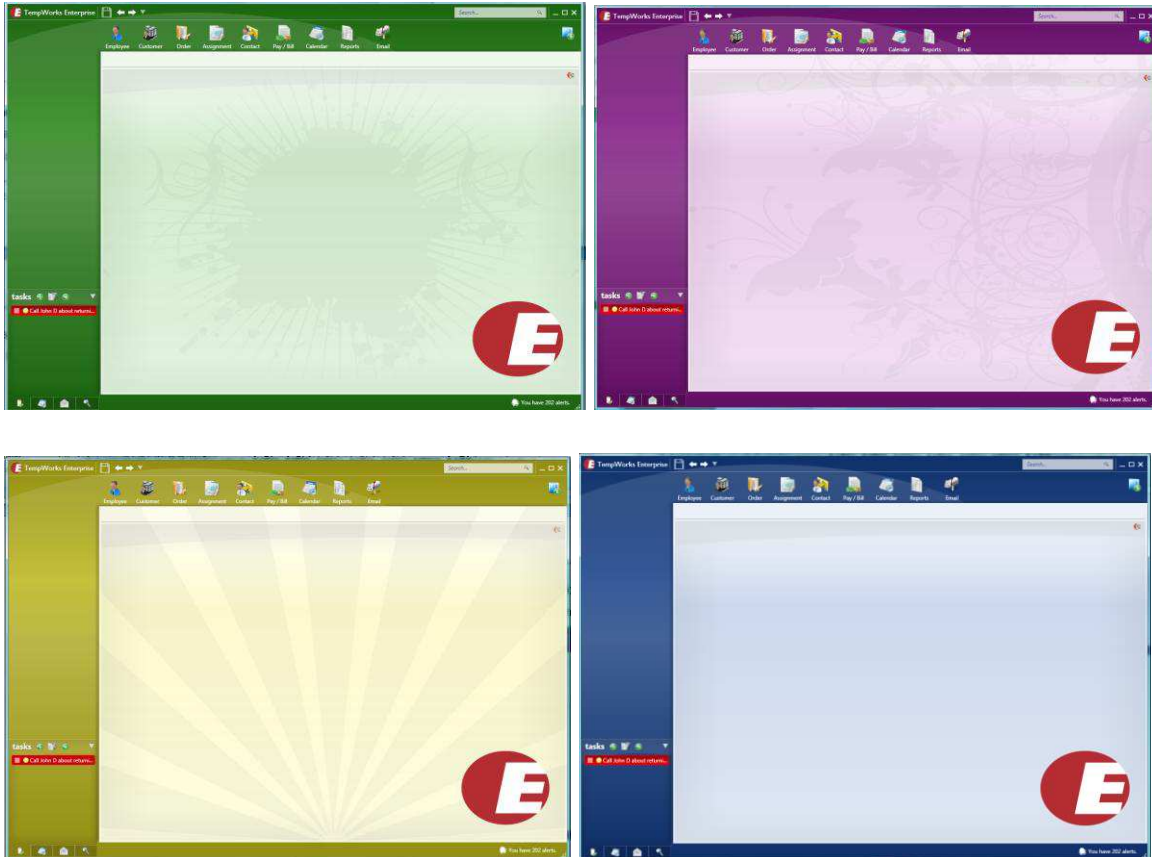 TempWorks Enterprise Search...
Employee Customer Order Assignment Contact Pay / Bill Calendar Reports Email
tasks
Call John D about returni...
E
You have 202 alerts.
TempWorks Enterprise Search...
Employee Customer Order Assignment Contact Pay / Bill Calendar Reports Email
tasks
Call John D about returni...
E
You have 202 alerts.
TempWorks Enterprise Search...
Employee Customer Order Assignment Contact Pay / Bill Calendar Reports Email
tasks
Call John D about returni...
E
You have 202 alerts.
TempWorks Enterprise Search...
Employee Customer Order Assignment Contact Pay / Bill Calendar Reports Email
tasks
Call John D about returni...
E
You have 202 alerts.